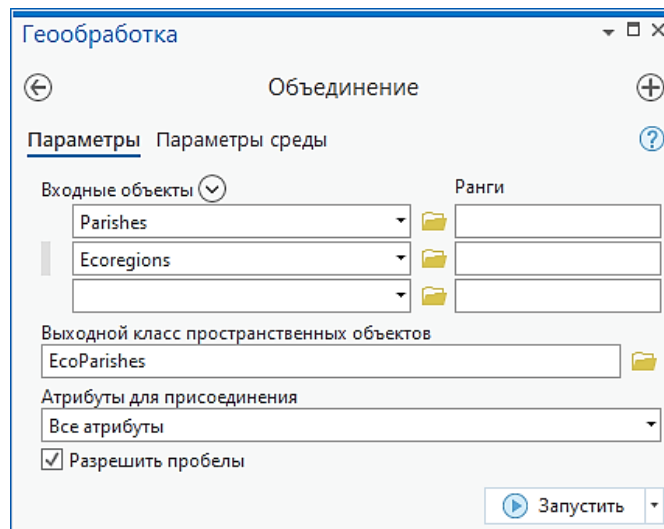 Геообработка
Объединение
Параметры Параметры среды
Входные объекты Ранги
Parishes
Ecoregions
Выходной класс пространственных объектов
EcoParishes
Атрибуты для присоединения
Все атрибуты
Разрешить пробелы
Запустить